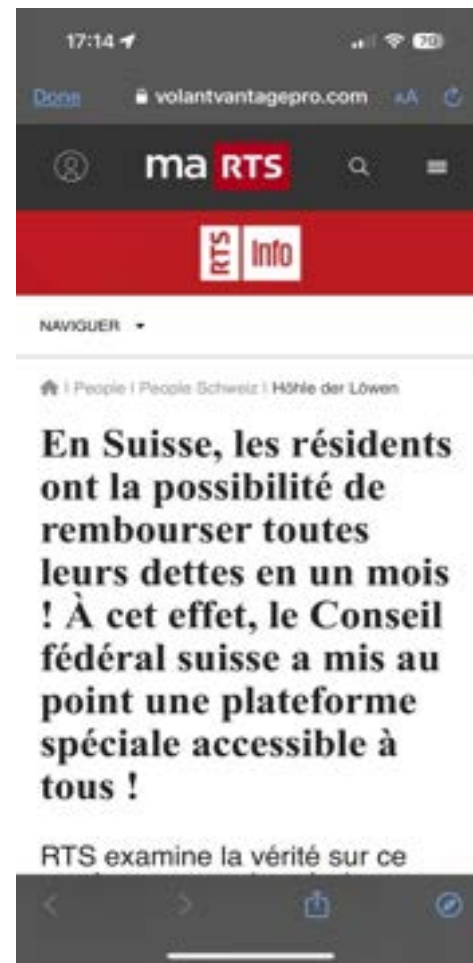 17:14
70
Done
volantvantagepro.com
AA
ma RTS
RTS Info
NAVIGUER
| People | People Schweiz | Höhle der Löwen
En Suisse, les résidents
ont la possibilité de
rembourser toutes
leurs dettes en un mois
! À cet effet, le Conseil
fédéral suisse a mis au
point une plateforme
spéciale accessible à
tous !
RTS examine la vérité sur ce